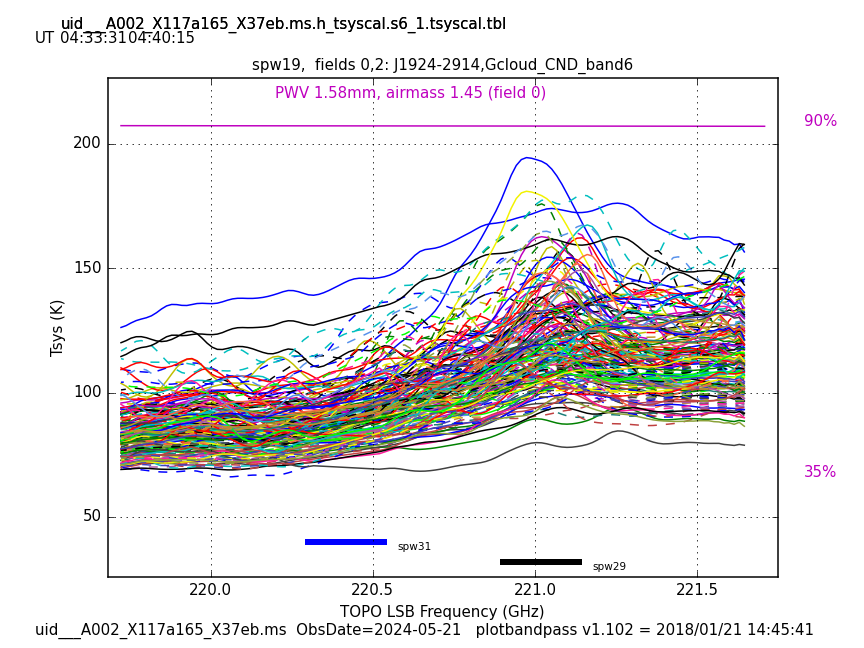 uid___A002_X117a165_X37eb.ms.h_tsyscal.s6_1.tsyscal.tbl
UT 04:33:31 04:40:15
spw19,  fields 0,2: J1924-2914,Gcloud_CND_band6
PWV 1.58mm, airmass 1.45 (field 0)
90%
200
150
Tsys (K)
100
35%
50
spw31
spw29
220.0 220.5 221.0 221.5
TOPO LSB Frequency (GHz)
uid___A002_X117a165_X37eb.ms  ObsDate=2024-05-21   plotbandpass v1.102 = 2018/01/21 14:45:41